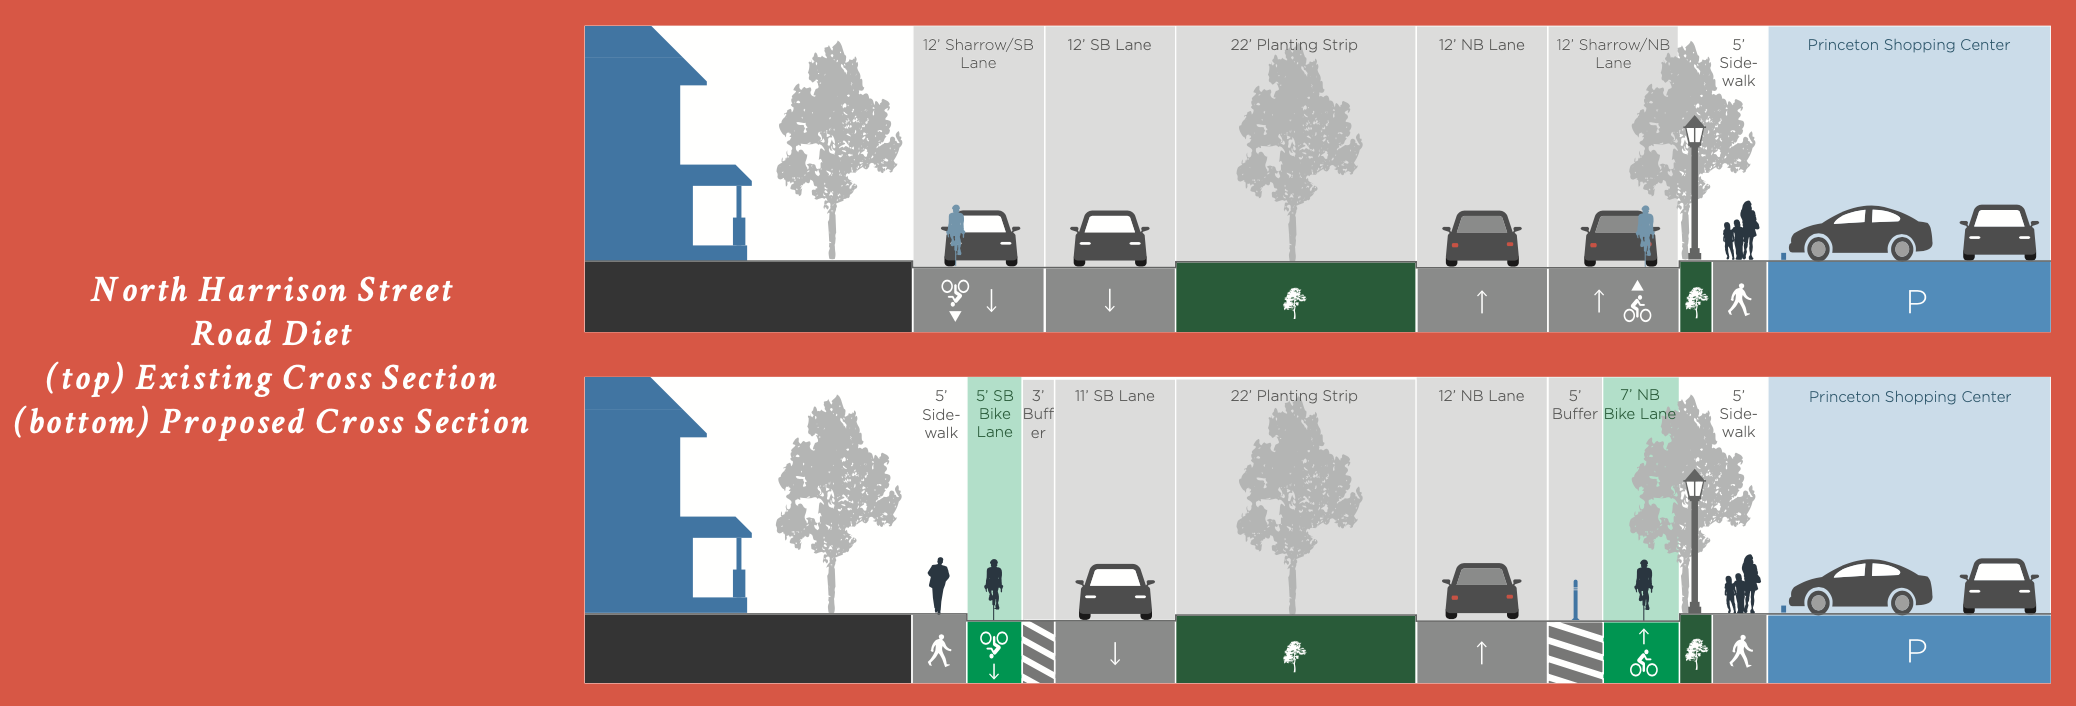 North Harrison Street
Road Diet
(top) Existing Cross Section
(bottom) Proposed Cross Section
12’ Sharrow/SB
Lane
12’ SB Lane
22’ Planting Strip
12’ NB Lane
12’ Sharrow/NB
Lane
5’
Side-
walk
Princeton Shopping Center
P
5’
Side-
walk
5’ SB
Bike
Lane
3’
Buff
er
11’ SB Lane
22’ Planting Strip
12’ NB Lane
5’
Buffer
7’ NB
Bike Lane
5’
Side-
walk
Princeton Shopping Center
P